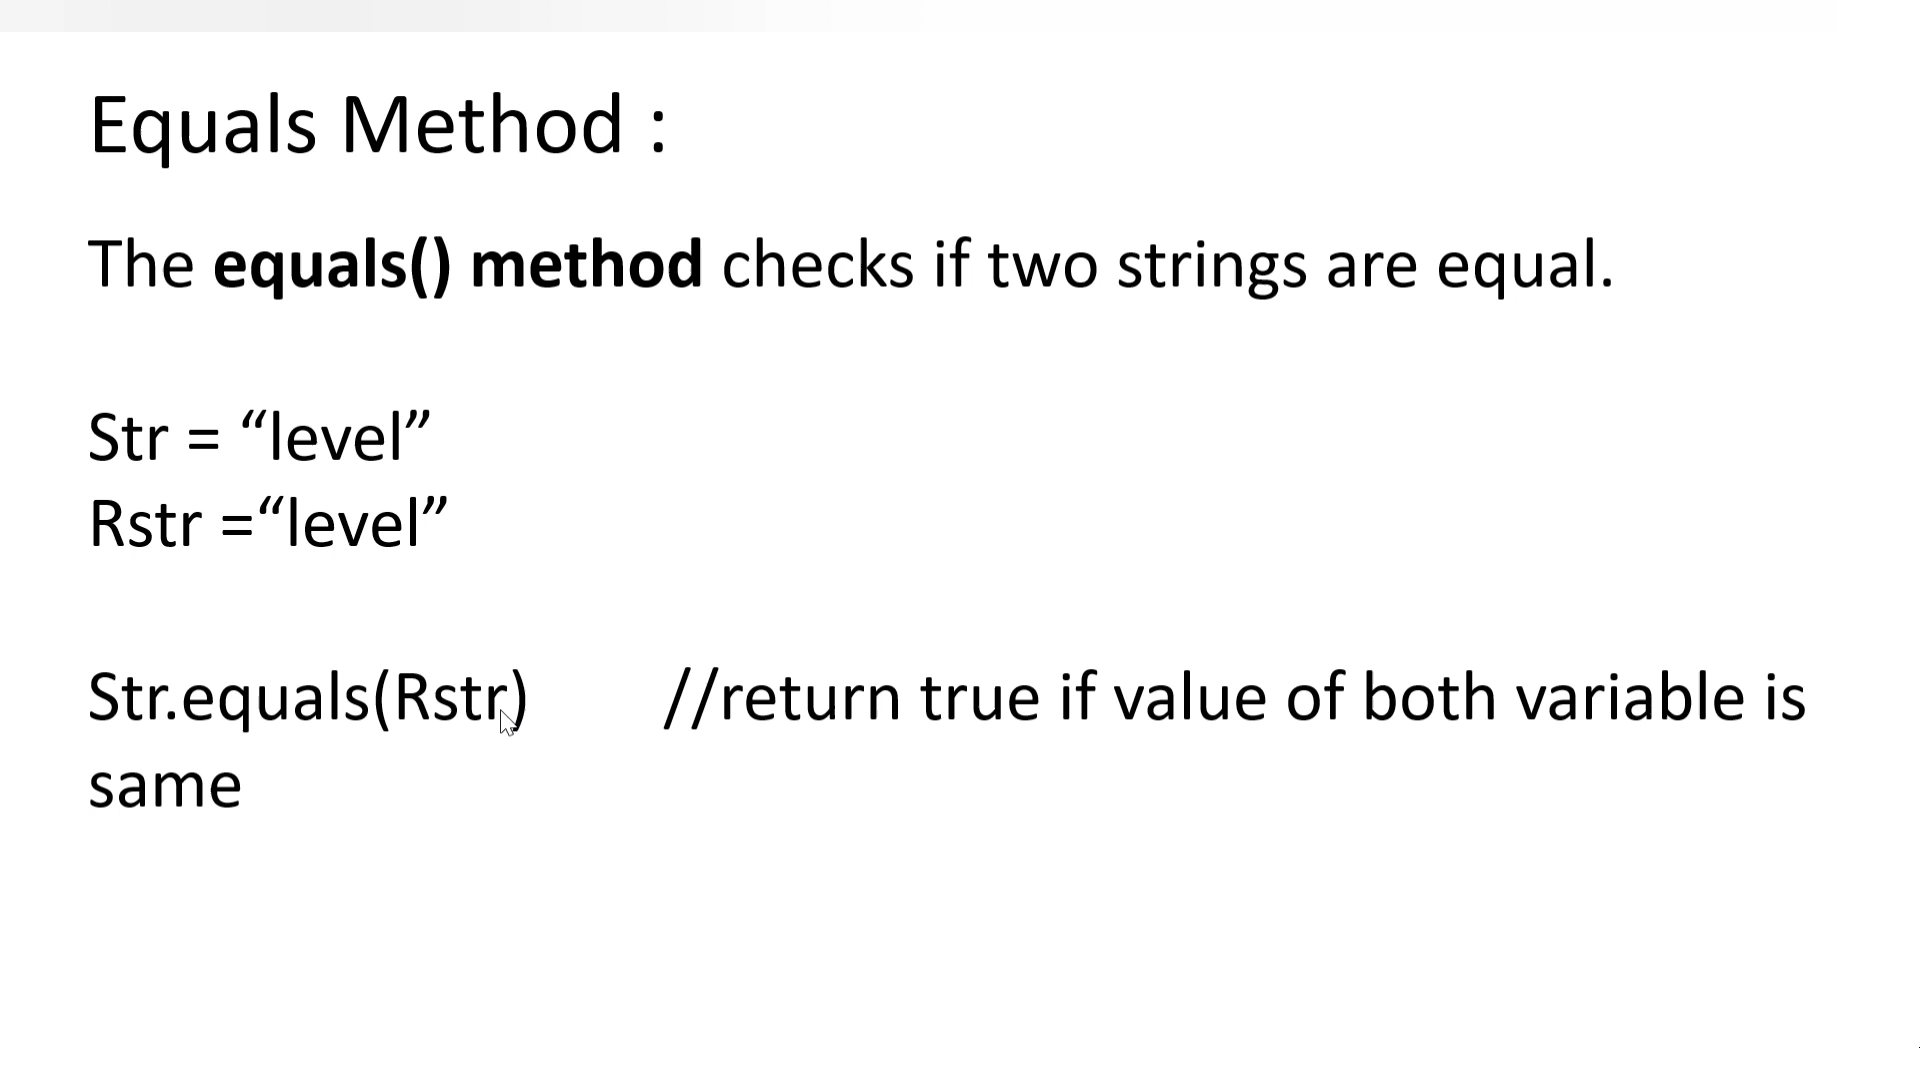 Equals Method :
The equals() method checks if two strings are equal.
Str = “level”
Rstr =“level”
Str.equals(Rstr) //return true if value of both variable is
same